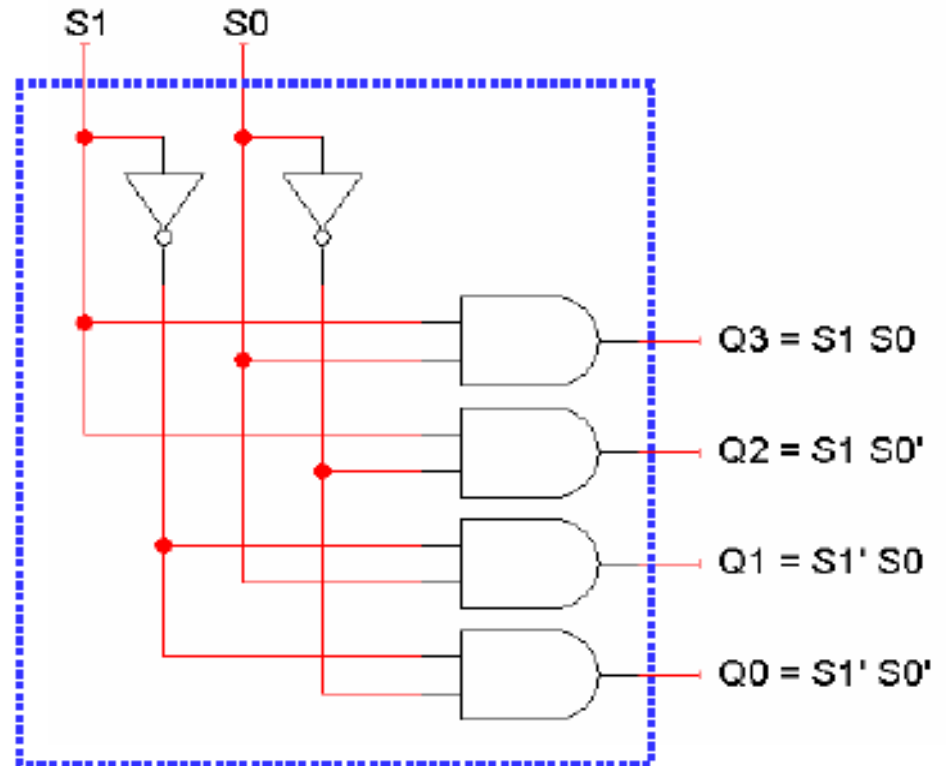 S1 S0
Q3 = S1 S0
Q2 = S1 S0'
Q1 = S1' S0
Q0 = S1' S0'